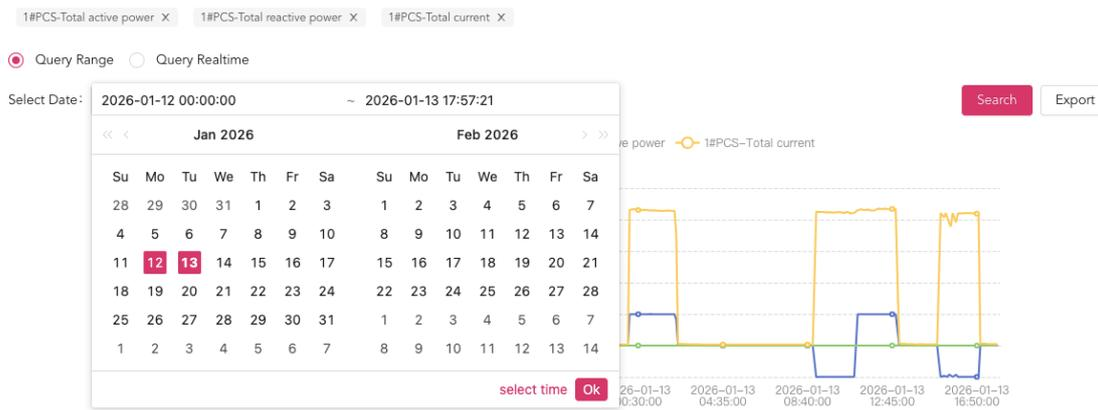 1#PCS-Total active power X 1#PCS-Total reactive power X 1#PCS-Total current X
Query Range Query Realtime
Select Date: 2026-01-12 00:00:00 ~ 2026-01-13 17:57:21 Search Export
« ‹ Jan 2026 Feb 2026 › »
ve power 1#PCS-Total current
Su Mo Tu We Th Fr Sa Su Mo Tu We Th Fr Sa
28 29 30 31 1 2 3 1 2 3 4 5 6 7
4 5 6 7 8 9 10 8 9 10 11 12 13 14
11 12 13 14 15 16 17 15 16 17 18 19 20 21
18 19 20 21 22 23 24 22 23 24 25 26 27 28
25 26 27 28 29 30 31 1 2 3 4 5 6 7
1 2 3 4 5 6 7 8 9 10 11 12 13 14
select time Ok
26-01-13 2026-01-13 2026-01-13 2026-01-13 2026-01-13
0:30:00 04:35:00 08:40:00 12:45:00 16:50:00